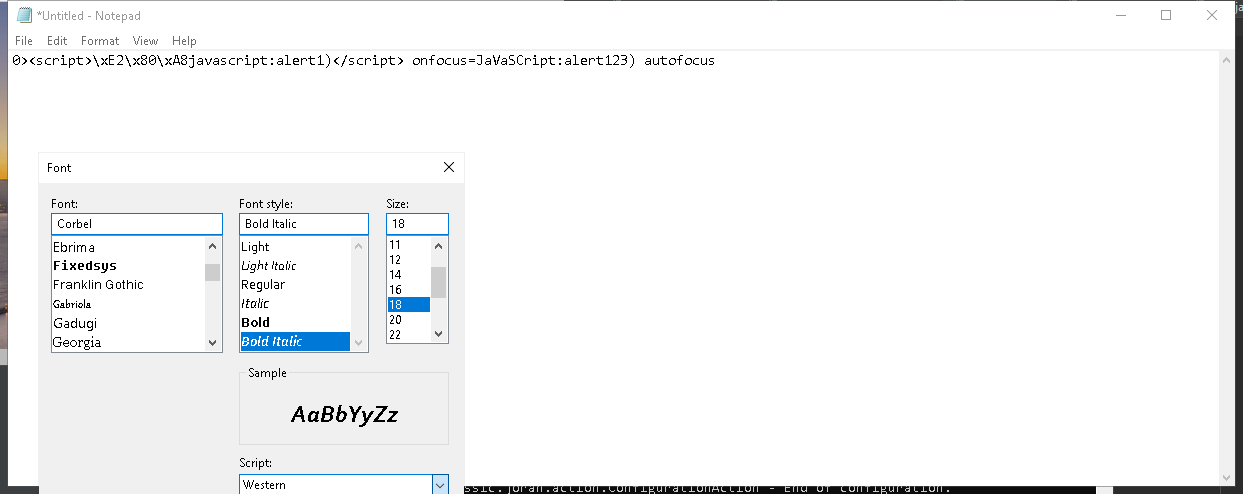 *Untitled - Notepad
File Edit Format View Help
0><script>\xE2\x80\xA8javascript:alert1)</script> onfocus=JaVaSCript:alert123) autofocus
Font
Font: Font style: Size:
Corbel Bold Italic 18
Ebrima Light 11
Fixedsys Light Italic 12
Franklin Gothic Regular 14
Gabriola Italic 16
Gadugi Bold 18
Georgia Bold Italic 20
22
Sample
AaBbYyZz
Script:
Western
ssic.joran.action.ConfigurationAction - End of configuration.